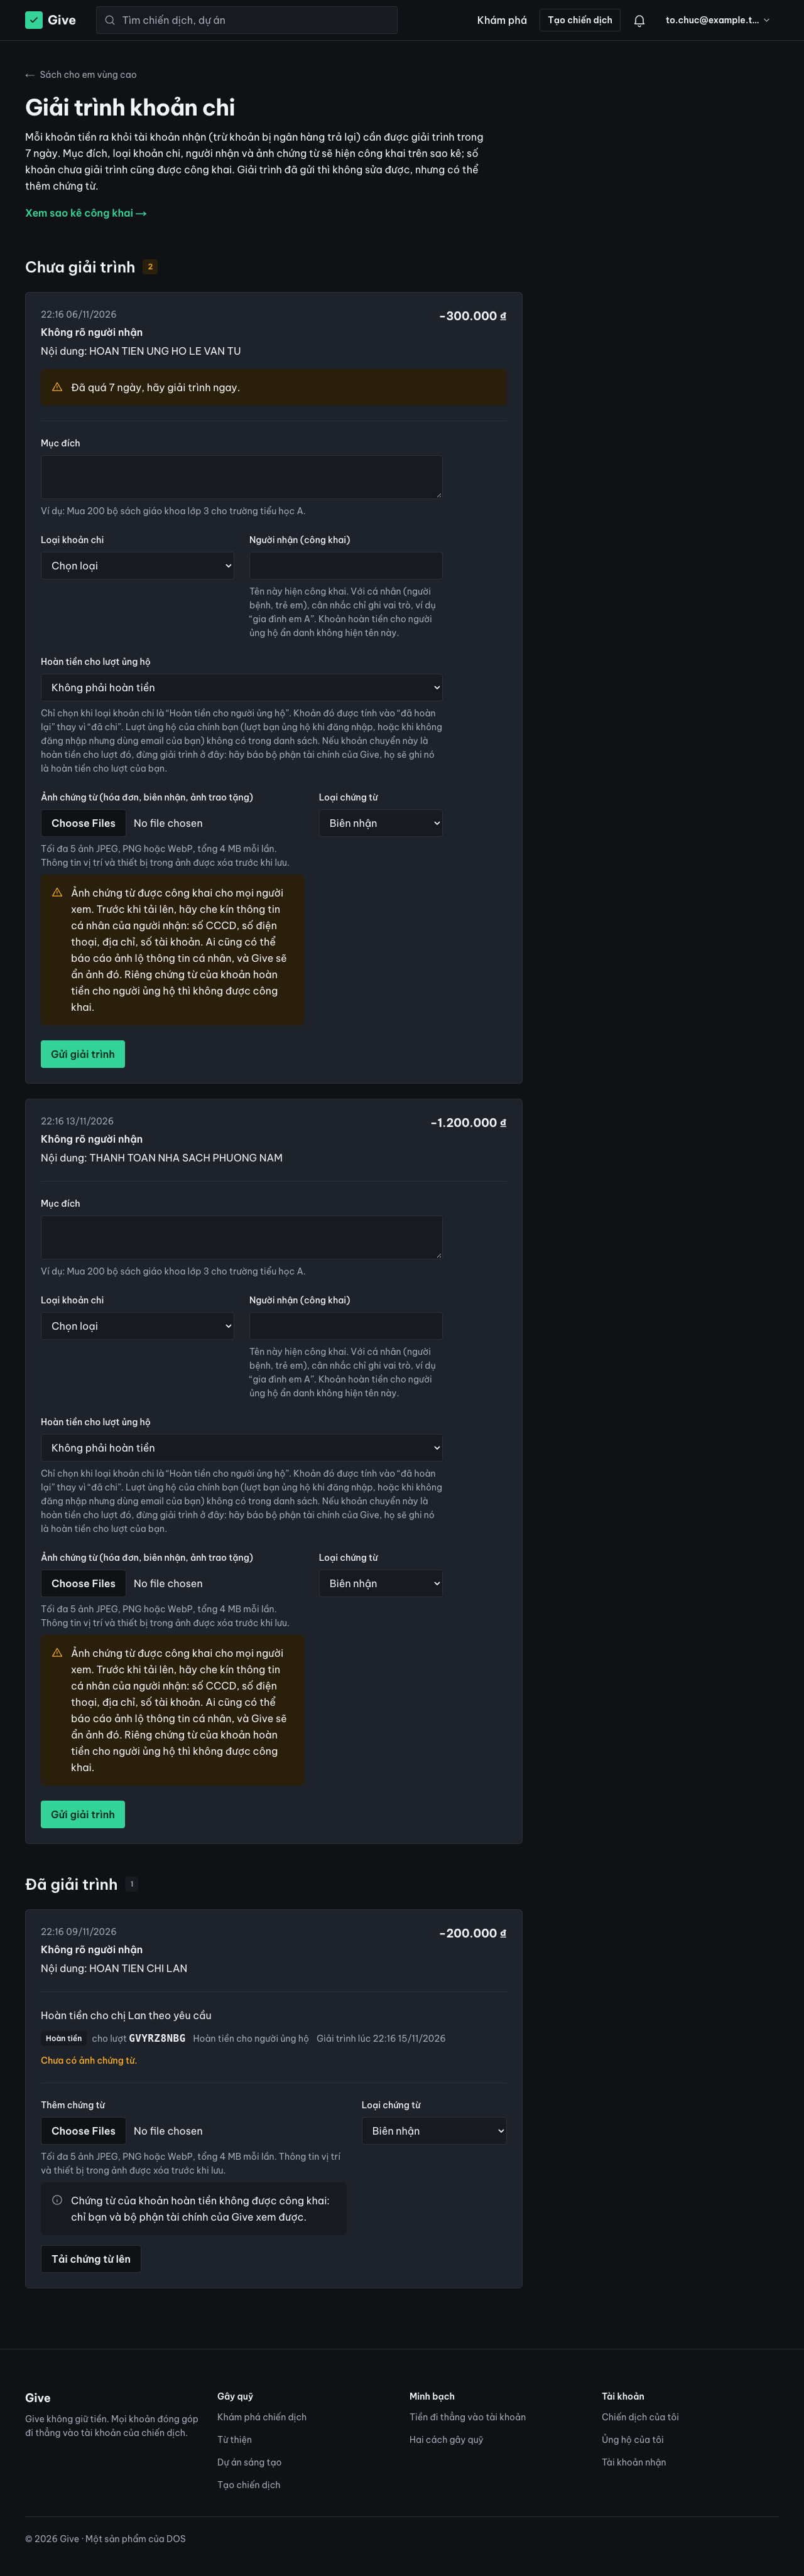 Give
Tìm chiến dịch, dự án
Khám phá
Tạo chiến dịch
to.chuc@example.t...
← Sách cho em vùng cao
Giải trình khoản chi
Mỗi khoản tiền ra khỏi tài khoản nhận (trừ khoản bị ngân hàng trả lại) cần được giải trình trong
7 ngày. Mục đích, loại khoản chi, người nhận và ảnh chứng từ sẽ hiện công khai trên sao kê; số
khoản chưa giải trình cũng được công khai. Giải trình đã gửi thì không sửa được, nhưng có thể
thêm chứng từ.
Xem sao kê công khai →
Chưa giải trình 2
22:16 06/11/2026
-300.000 ₫
Không rõ người nhận
Nội dung: HOAN TIEN UNG HO LE VAN TU
Đã quá 7 ngày, hãy giải trình ngay.
Mục đích
Ví dụ: Mua 200 bộ sách giáo khoa lớp 3 cho trường tiểu học A.
Loại khoản chi
Người nhận (công khai)
Chọn loại
Tên này hiện công khai. Với cá nhân (người
bệnh, trẻ em), cân nhắc chỉ ghi vai trò, ví dụ
“gia đình em A”. Khoản hoàn tiền cho người
ủng hộ ẩn danh không hiện tên này.
Hoàn tiền cho lượt ủng hộ
Không phải hoàn tiền
Chỉ chọn khi loại khoản chi là “Hoàn tiền cho người ủng hộ”. Khoản đó được tính vào “đã hoàn
lại” thay vì “đã chi”. Lượt ủng hộ của chính bạn (lượt bạn ủng hộ khi đăng nhập, hoặc khi không
đăng nhập nhưng dùng email của bạn) không có trong danh sách. Nếu khoản chuyển này là
hoàn tiền cho lượt đó, đừng giải trình ở đây: hãy báo bộ phận tài chính của Give, họ sẽ ghi nó
là hoàn tiền cho lượt của bạn.
Ảnh chứng từ (hóa đơn, biên nhận, ảnh trao tặng)
Loại chứng từ
Choose Files No file chosen
Biên nhận
Tối đa 5 ảnh JPEG, PNG hoặc WebP, tổng 4 MB mỗi lần.
Thông tin vị trí và thiết bị trong ảnh được xóa trước khi lưu.
Ảnh chứng từ được công khai cho mọi người
xem. Trước khi tải lên, hãy che kín thông tin
cá nhân của người nhận: số CCCD, số điện
thoại, địa chỉ, số tài khoản. Ai cũng có thể
báo cáo ảnh lộ thông tin cá nhân, và Give sẽ
ẩn ảnh đó. Riêng chứng từ của khoản hoàn
tiền cho người ủng hộ thì không được công
khai.
Gửi giải trình
22:16 13/11/2026
-1.200.000 ₫
Không rõ người nhận
Nội dung: THANH TOAN NHA SACH PHUONG NAM
Mục đích
Ví dụ: Mua 200 bộ sách giáo khoa lớp 3 cho trường tiểu học A.
Loại khoản chi
Người nhận (công khai)
Chọn loại
Tên này hiện công khai. Với cá nhân (người
bệnh, trẻ em), cân nhắc chỉ ghi vai trò, ví dụ
“gia đình em A”. Khoản hoàn tiền cho người
ủng hộ ẩn danh không hiện tên này.
Hoàn tiền cho lượt ủng hộ
Không phải hoàn tiền
Chỉ chọn khi loại khoản chi là “Hoàn tiền cho người ủng hộ”. Khoản đó được tính vào “đã hoàn
lại” thay vì “đã chi”. Lượt ủng hộ của chính bạn (lượt bạn ủng hộ khi đăng nhập, hoặc khi không
đăng nhập nhưng dùng email của bạn) không có trong danh sách. Nếu khoản chuyển này là
hoàn tiền cho lượt đó, đừng giải trình ở đây: hãy báo bộ phận tài chính của Give, họ sẽ ghi nó
là hoàn tiền cho lượt của bạn.
Ảnh chứng từ (hóa đơn, biên nhận, ảnh trao tặng)
Loại chứng từ
Choose Files No file chosen
Biên nhận
Tối đa 5 ảnh JPEG, PNG hoặc WebP, tổng 4 MB mỗi lần.
Thông tin vị trí và thiết bị trong ảnh được xóa trước khi lưu.
Ảnh chứng từ được công khai cho mọi người
xem. Trước khi tải lên, hãy che kín thông tin
cá nhân của người nhận: số CCCD, số điện
thoại, địa chỉ, số tài khoản. Ai cũng có thể
báo cáo ảnh lộ thông tin cá nhân, và Give sẽ
ẩn ảnh đó. Riêng chứng từ của khoản hoàn
tiền cho người ủng hộ thì không được công
khai.
Gửi giải trình
Đã giải trình 1
22:16 09/11/2026
-200.000 ₫
Không rõ người nhận
Nội dung: HOAN TIEN CHI LAN
Hoàn tiền cho chị Lan theo yêu cầu
Hoàn tiền cho lượt GVYRZ8NBG Hoàn tiền cho người ủng hộ Giải trình lúc 22:16 15/11/2026
Chưa có ảnh chứng từ.
Thêm chứng từ
Loại chứng từ
Choose Files No file chosen
Biên nhận
Tối đa 5 ảnh JPEG, PNG hoặc WebP, tổng 4 MB mỗi lần. Thông tin vị trí
và thiết bị trong ảnh được xóa trước khi lưu.
Chứng từ của khoản hoàn tiền không được công khai:
chỉ bạn và bộ phận tài chính của Give xem được.
Tải chứng từ lên
Give
Give không giữ tiền. Mọi khoản đóng góp
đi thẳng vào tài khoản của chiến dịch.
Gây quỹ
Khám phá chiến dịch
Từ thiện
Dự án sáng tạo
Tạo chiến dịch
Minh bạch
Tiền đi thẳng vào tài khoản
Hai cách gây quỹ
Tài khoản
Chiến dịch của tôi
Ủng hộ của tôi
Tài khoản nhận
© 2026 Give · Một sản phẩm của DOS